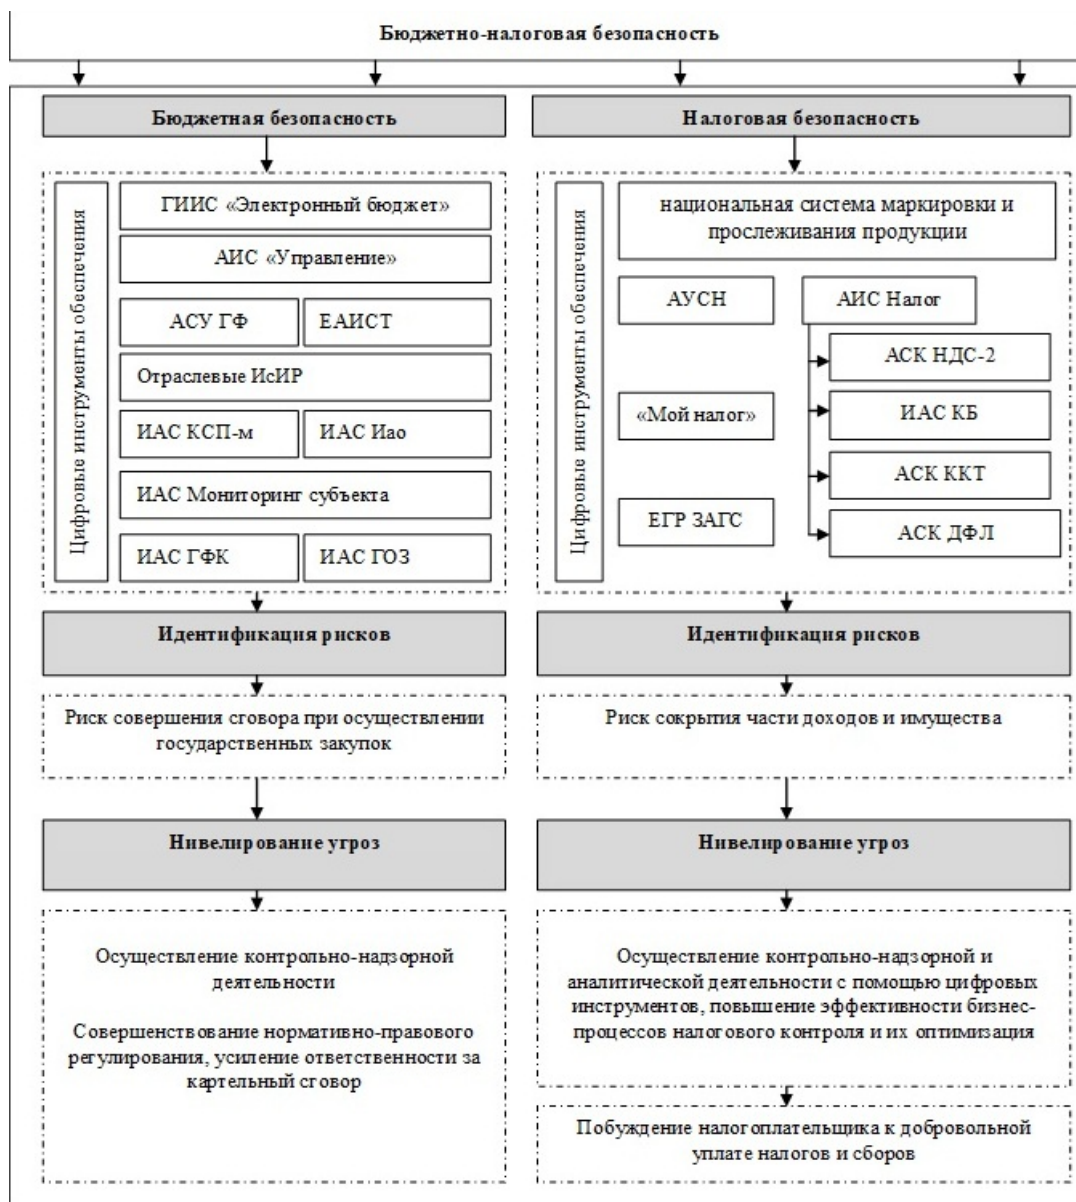 Бюджетно-налоговая безопасность
Бюджетная безопасность
Цифровые инструменты обеспечения
ГИИС «Электронный бюджет»
АИС «Управление»
АСУ ГФ
ЕАИСТ
Отраслевые ИсИР
ИАС КСП-м
ИАС Иао
ИАС Мониторинг субъекта
ИАС ГФК
ИАС ГОЗ
Идентификация рисков
Риск совершения сговора при осуществлении
государственных закупок
Нивелирование угроз
Осуществление контрольно-надзорной
деятельности
Совершенствование нормативно-правового
регулирования, усиление ответственности за
картельный сговор
Налоговая безопасность
Цифровые инструменты обеспечения
национальная система маркировки и
прослеживания продукции
АУСН
«Мой налог»
ЕГР ЗАГС
АИС Налог
АСК НДС-2
ИАС КБ
АСК ККТ
АСК ДФЛ
Идентификация рисков
Риск сокрытия части доходов и имущества
Нивелирование угроз
Осуществление контрольно-надзорной и
аналитической деятельности с помощью цифровых
инструментов, повышение эффективности бизнес-
процессов налогового контроля и их оптимизация
Побуждение налогоплательщика к добровольной
уплате налогов и сборов